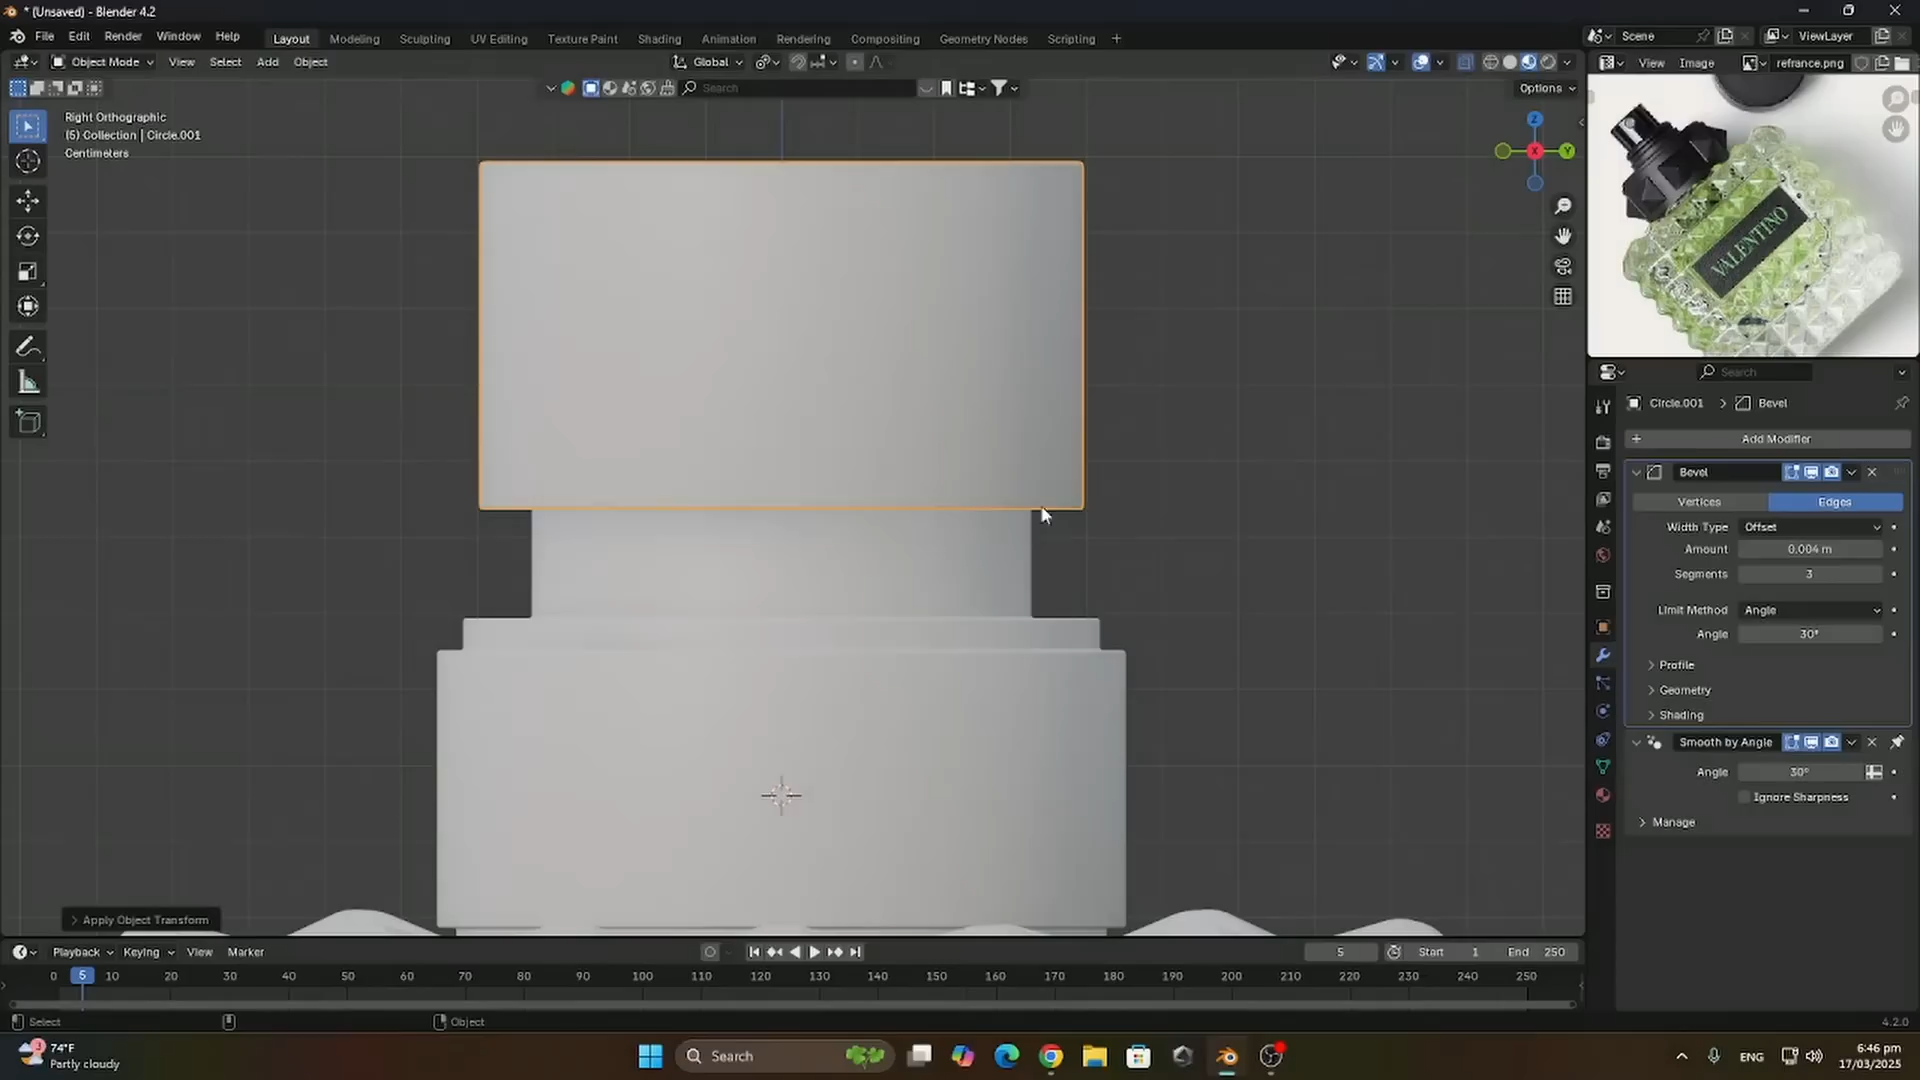 * (Unsaved) - Blender 4.2
File Edit Render Window Help
Layout Modeling Sculpting UV Editing Texture Paint Shading Animation Rendering Compositing Geometry Nodes Scripting +
Scene
ViewLayer
Object Mode View Select Add Object
Global
View Image refrance.png
Search
Options
Right Orthographic
(5) Collection | Circle.001
Centimeters
Z
X
Y
VALENTINO
Search
Circle.001 > Bevel
+ Add Modifier
Bevel
Vertices Edges
Width Type Offset
Amount 0.004 m
Segments 3
Limit Method Angle
Angle 30°
Profile
Geometry
Shading
Smooth by Angle
Angle 30°
Ignore Sharpness
Manage
Apply Object Transform
Playback Keying View Marker
5 Start 1 End 250
0 5 10 20 30 40 50 60 70 80 90 100 110 120 130 140 150 160 170 180 190 200 210 220 230 240 250
Select
Object
4.2.0
3
74°F
Partly cloudy
Search
ENG
6:46 pm
17/03/2025